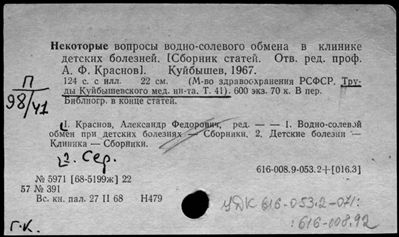 Некоторые вопросы водно-солевого обмена в клинике
детских болезней. [Сборник статей. Отв. ред. проф.
А. Ф. Краснов]. Куйбышев, 1967.
124 с. с илл. 22 см. (М-во здравоохранения РСФСР. Тру-
ды Куйбышевского мед. ин-та. Т. 41). 600 экз. 70 к. В пер.
Библиогр. в конце статей.
П
98/41
1. Краснов, Александр Федорович, ред. — — 1. Водно-солевой
обмен при детских болезнях — Сборники. 2. Детские болезни —
Клиника — Сборники.
2. Сер.
616-008.9-053.2+[016.3]
№ 5971 [68-5199ж] 22
57 № 391
Вс. кн. пал. 27 II 68 Н479
УДК 616-053.2-071:
:616-008.92
Г.К.